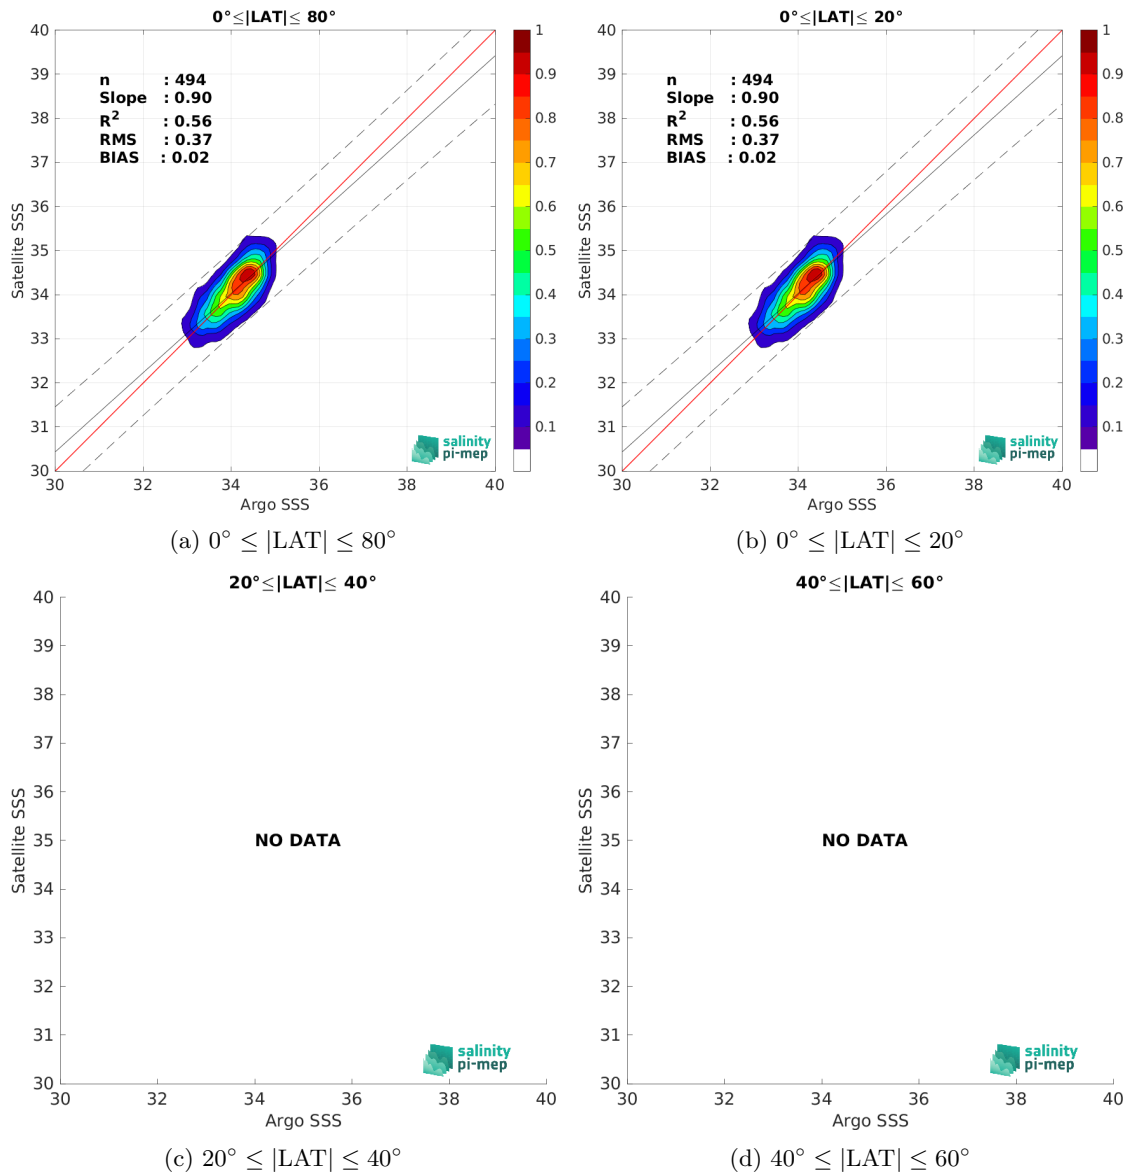 0°≤|LAT|≤ 80°
40
39
38
37
36
35
34
33
32
31
30
Satellite SSS
n : 494
Slope : 0.90
R² : 0.56
RMS : 0.37
BIAS : 0.02
salinity
pi-mep
30 32 34 36 38 40
Argo SSS
1
0.9
0.8
0.7
0.6
0.5
0.4
0.3
0.2
0.1
(a) 0° ≤ |LAT| ≤ 80°
0°≤|LAT|≤ 20°
40
39
38
37
36
35
34
33
32
31
30
Satellite SSS
n : 494
Slope : 0.90
R² : 0.56
RMS : 0.37
BIAS : 0.02
salinity
pi-mep
30 32 34 36 38 40
Argo SSS
1
0.9
0.8
0.7
0.6
0.5
0.4
0.3
0.2
0.1
(b) 0° ≤ |LAT| ≤ 20°
20°≤|LAT|≤ 40°
40
39
38
37
36
35
34
33
32
31
30
Satellite SSS
NO DATA
salinity
pi-mep
30 32 34 36 38 40
Argo SSS
(c) 20° ≤ |LAT| ≤ 40°
40°≤|LAT|≤ 60°
40
39
38
37
36
35
34
33
32
31
30
Satellite SSS
NO DATA
salinity
pi-mep
30 32 34 36 38 40
Argo SSS
(d) 40° ≤ |LAT| ≤ 60°